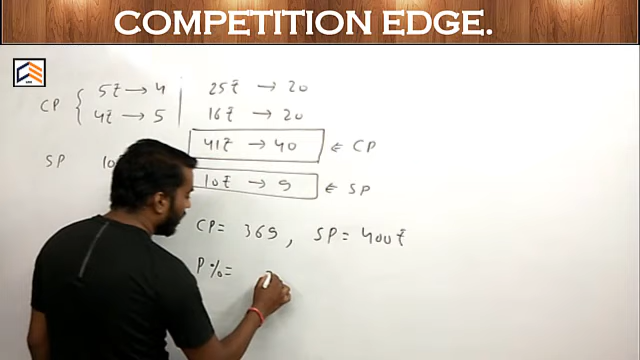 COMPETITION EDGE.
CP { 5₹ → 4
4₹ → 5
SP 10
25₹ → 20
16₹ → 20
41₹ → 40 ⇐ CP
10₹ → 9 ⇐ SP
CP = 369, SP = 400₹
P% =